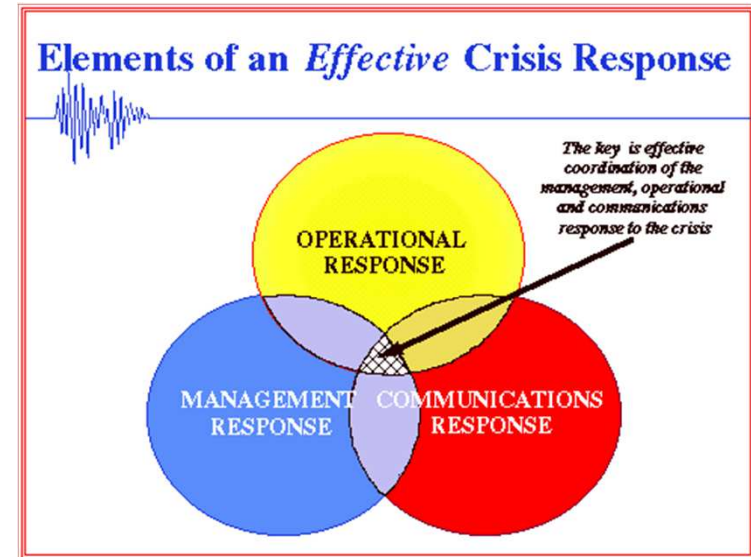 Elements of an Effective Crisis Response
The key is effective
coordination of the
management, operational
and communications
response to the crisis
OPERATIONAL
RESPONSE
MANAGEMENT
RESPONSE
COMMUNICATIONS
RESPONSE